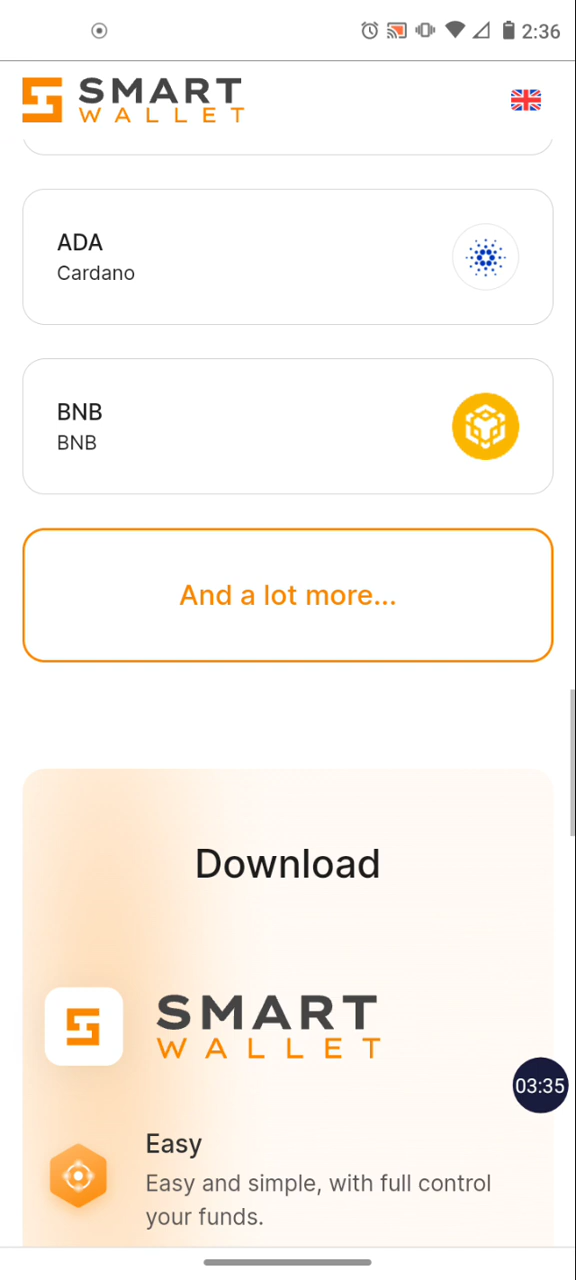 2:36
SMART
WALLET
ADA
Cardano
BNB
BNB
And a lot more...
Download
SMART
WALLET
03:35
Easy
Easy and simple, with full control
your funds.